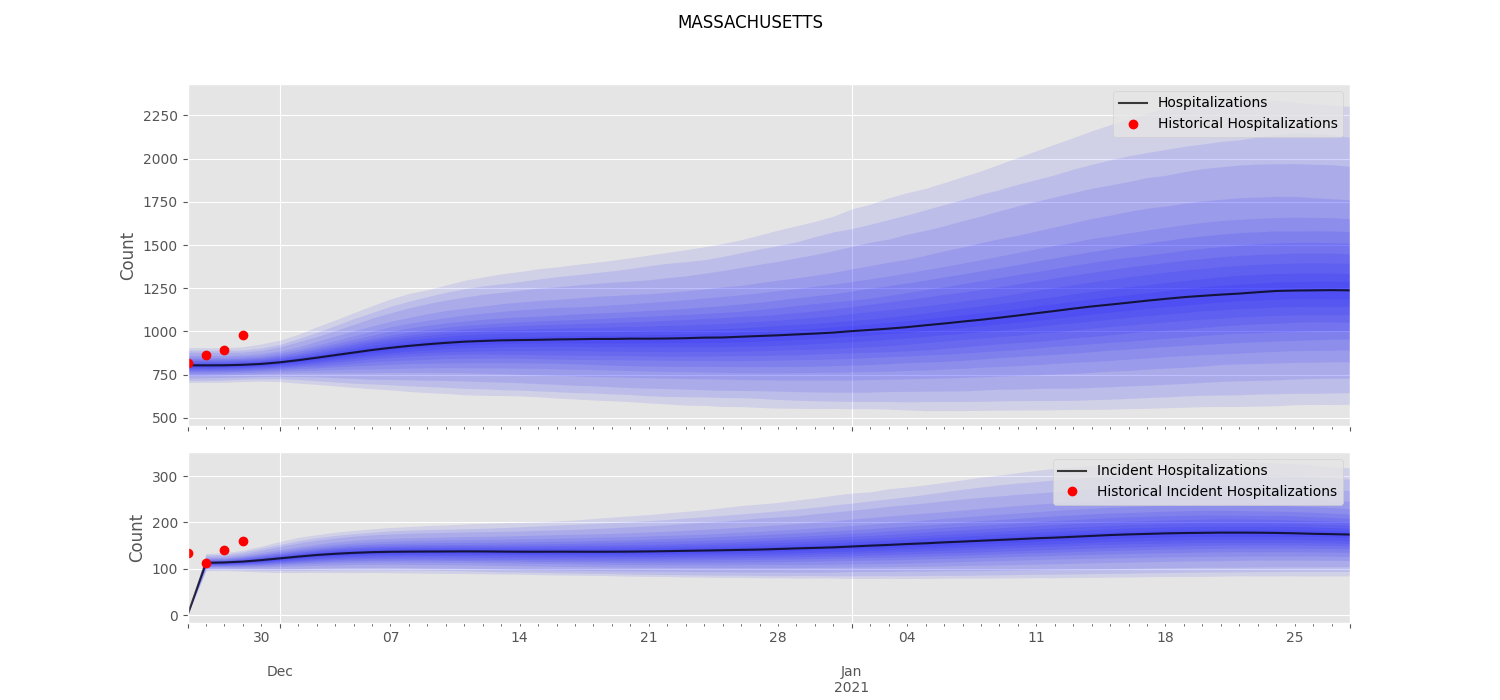 MASSACHUSETTS
Hospitalizations
Historical Hospitalizations
Count
2250
2000
1750
1500
1250
1000
750
500
Incident Hospitalizations
Historical Incident Hospitalizations
Count
300
200
100
0
30 07 14 21 28 04 11 18 25
Dec Jan
2021